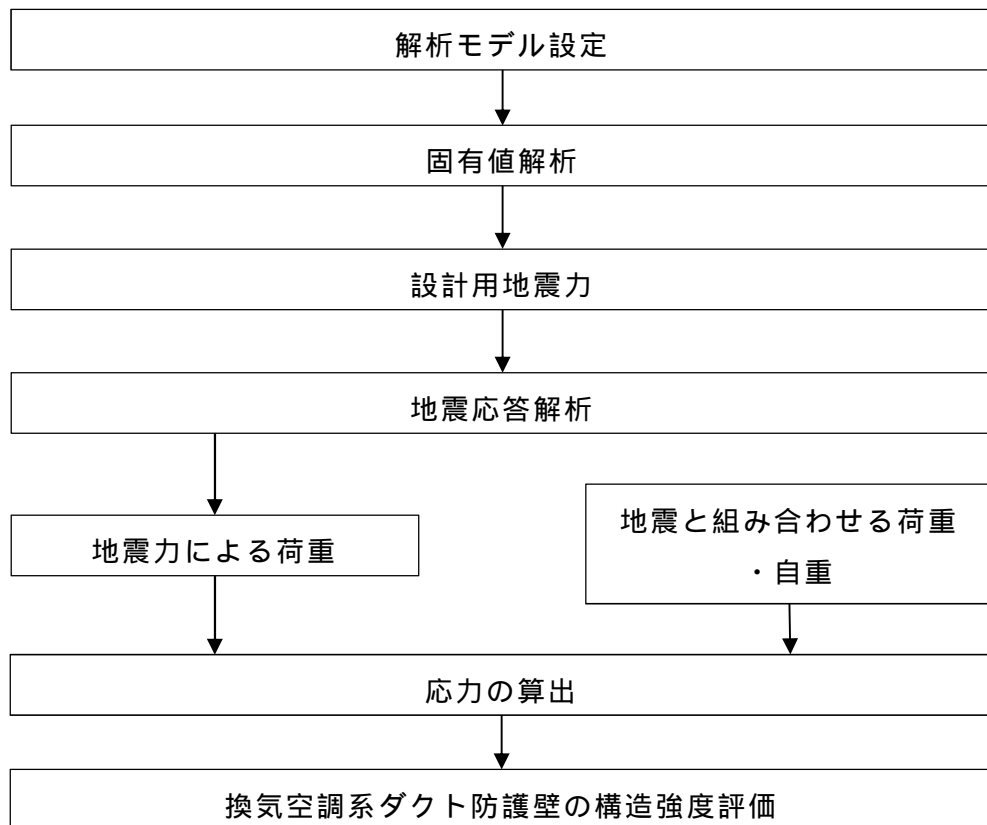 解析モデル設定
固有値解析
設計用地震力
地震応答解析
地震力による荷重
地震と組み合わせる荷重
・自重
応力の算出
換気空調系ダクト防護壁の構造強度評価